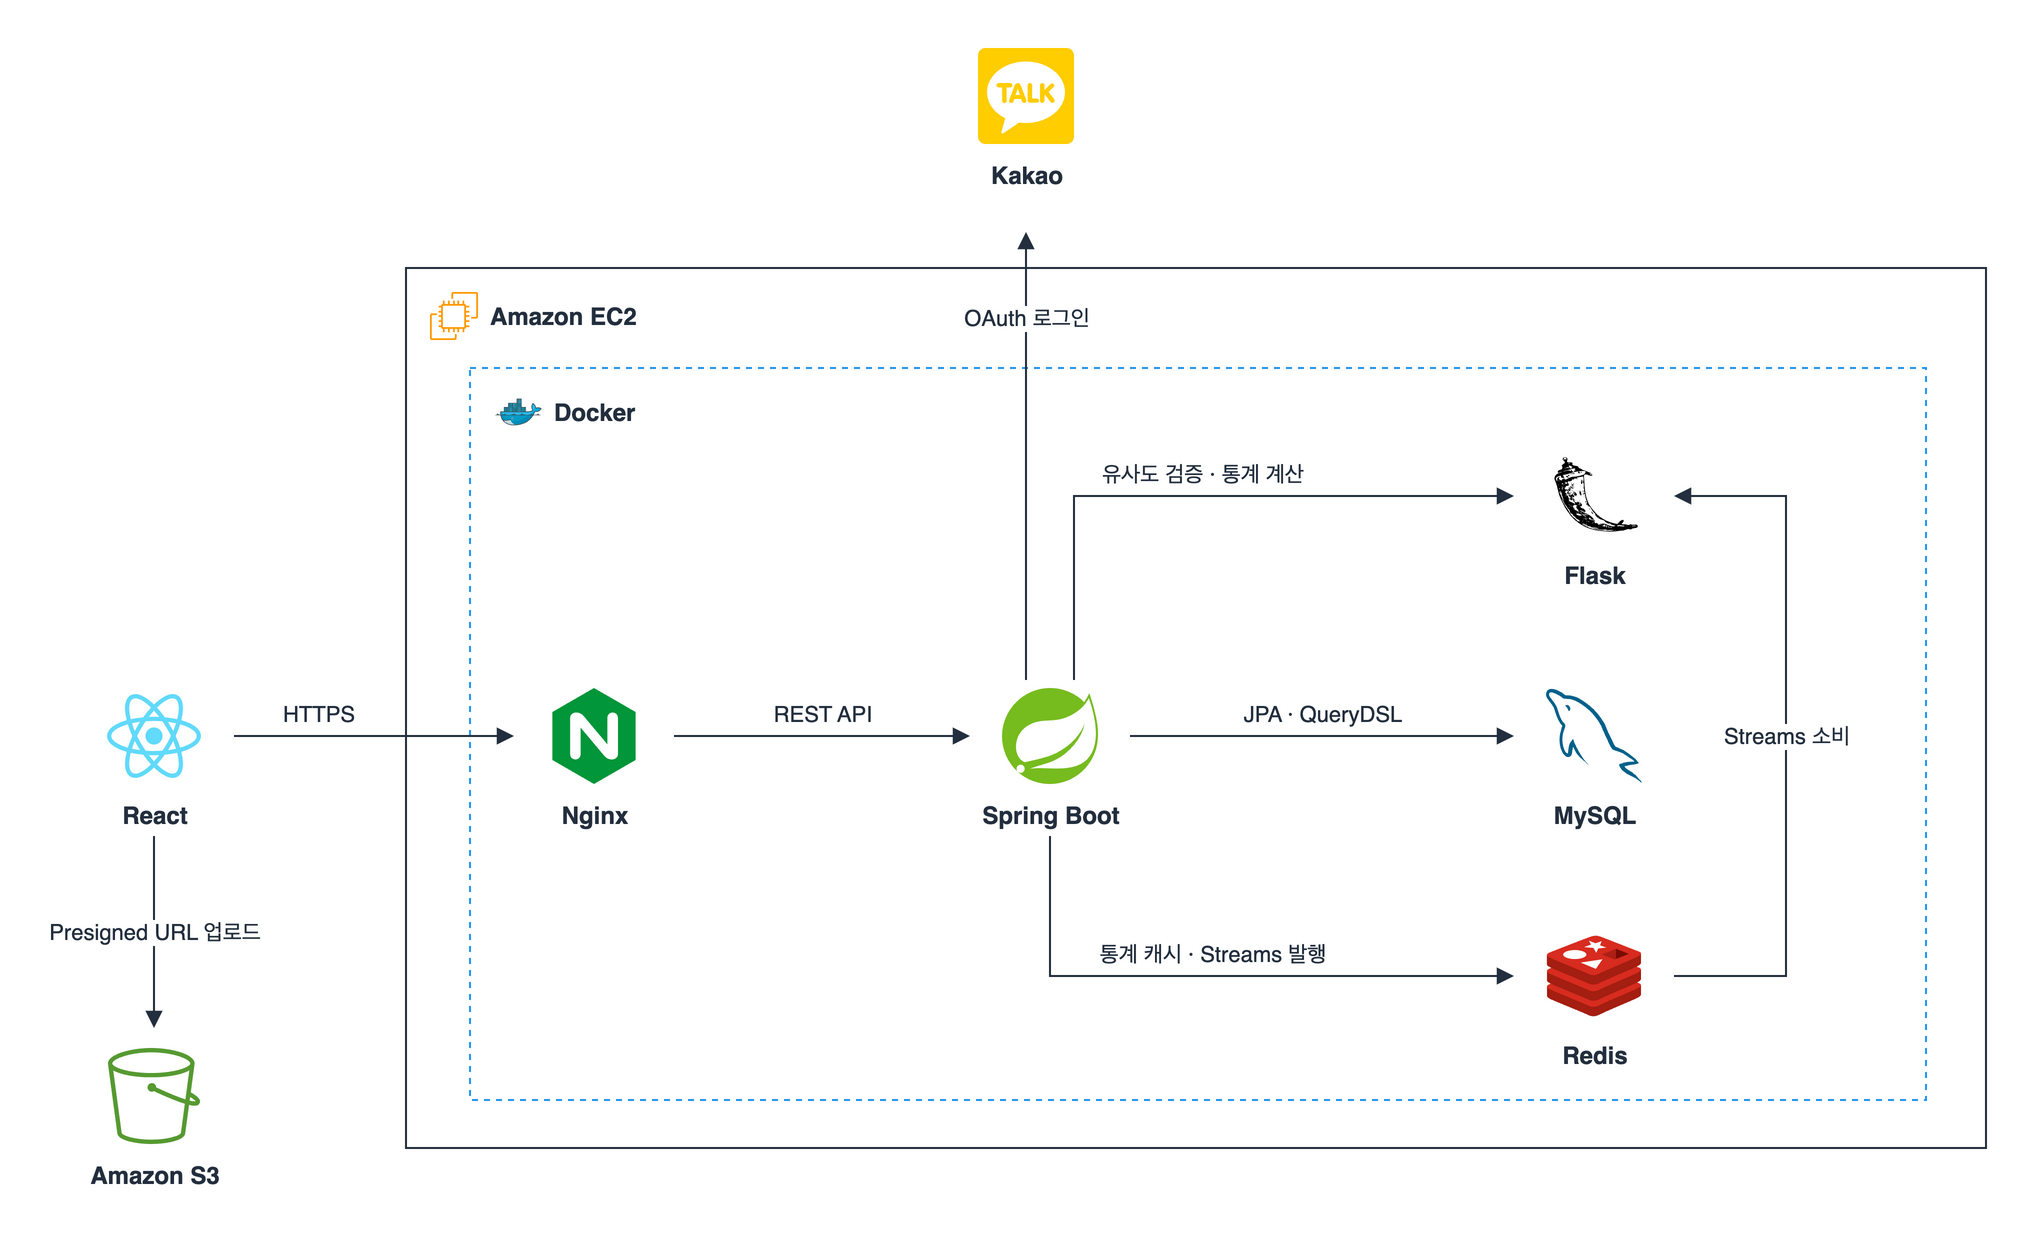 TALK
Kakao
Amazon EC2
OAuth 로그인
Docker
유사도 검증 · 통계 계산
Flask
HTTPS
REST API
JPA · QueryDSL
Streams 소비
React
Nginx
Spring Boot
MySQL
Presigned URL 업로드
통계 캐시 · Streams 발행
Redis
Amazon S3